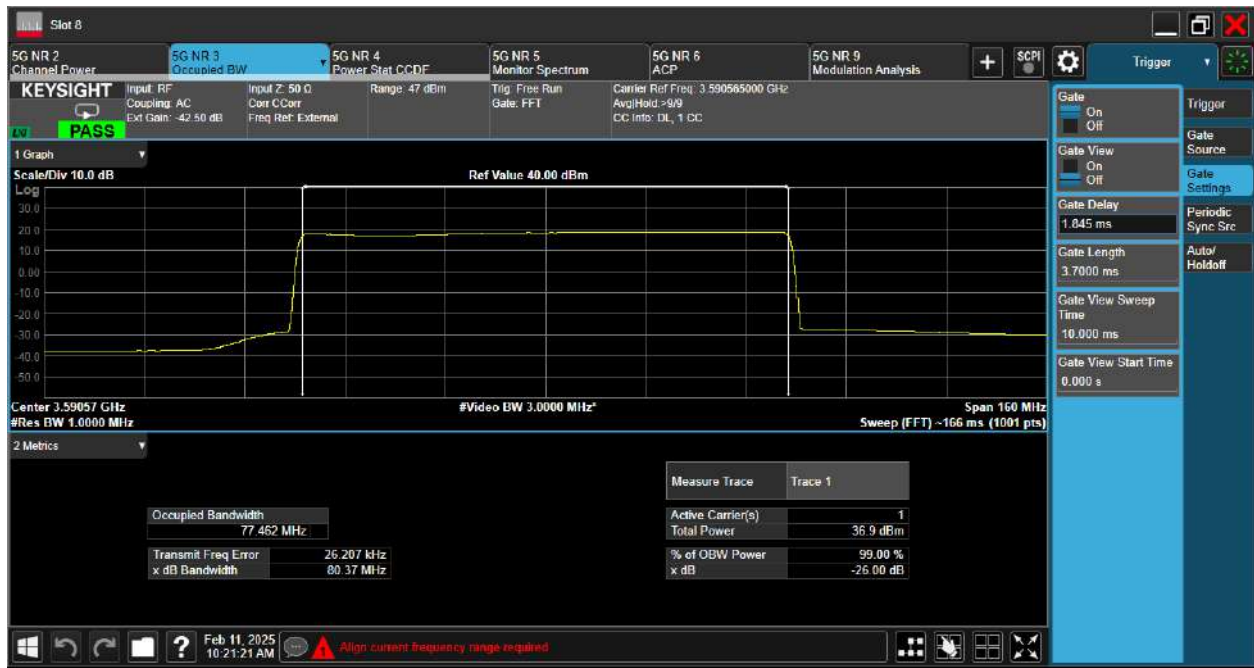 Slot 8
5G NR 2
Channel Power
5G NR 3
Occupied BW
5G NR 4
Power Stat CCDF
5G NR 5
Monitor Spectrum
5G NR 6
ACP
5G NR 9
Modulation Analysis
SCPI
Trigger
KEYSIGHT
LXI
PASS
Input: RF
Coupling: AC
Ext Gain: -42.50 dB
Input Z: 50 Ω
Corr CCorr
Freq Ref: External
Range: 47 dBm
Trig: Free Run
Gate: FFT
Carrier Ref Freq: 3.590565000 GHz
Avg|Hold:>9/9
CC Info: DL, 1 CC
1 Graph
Scale/Div 10.0 dB
Ref Value 40.00 dBm
Log
30.0
20.0
10.0
0.00
-10.0
-20.0
-30.0
-40.0
-50.0
Center 3.59057 GHz
#Video BW 3.0000 MHz*
Span 160 MHz
#Res BW 1.0000 MHz
Sweep (FFT) ~166 ms (1001 pts)
2 Metrics
Measure Trace Trace 1
Occupied Bandwidth
77.462 MHz
Active Carrier(s) 1
Total Power 36.9 dBm
Transmit Freq Error 26.207 kHz
x dB Bandwidth 80.37 MHz
% of OBW Power 99.00 %
x dB -26.00 dB
Gate
On
Off
Gate View
On
Off
Gate Delay
1.845 ms
Gate Length
3.7000 ms
Gate View Sweep
Time
10.000 ms
Gate View Start Time
0.000 s
Trigger
Gate
Source
Gate
Settings
Periodic
Sync Src
Auto/
Holdoff
?
Feb 11, 2025
10:21:21 AM
Align current frequency range required